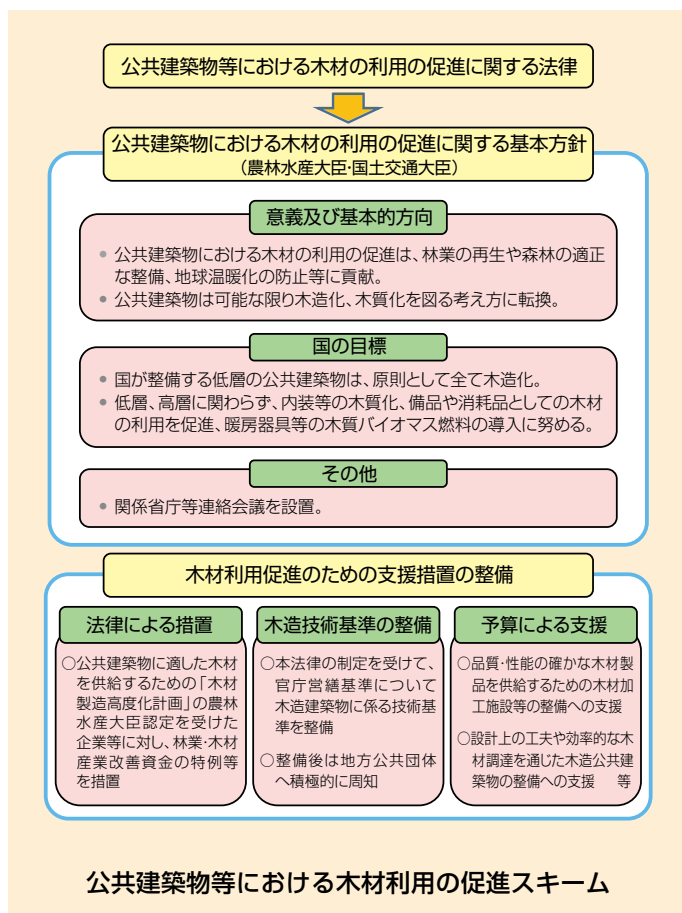 公共建築物等における木材の利用の促進に関する法律
公共建築物における木材の利用の促進に関する基本方針
（農林水産大臣・国土交通大臣）
意義及び基本的方向
● 公共建築物における木材の利用の促進は、林業の再生や森林の適正
な整備、地球温暖化の防止等に貢献。
● 公共建築物は可能な限り木造化、木質化を図る考え方に転換。
国の目標
● 国が整備する低層の公共建築物は、原則として全て木造化。
● 低層、高層に関わらず、内装等の木質化、備品や消耗品としての木材
の利用を促進、暖房器具等の木質バイオマス燃料の導入に努める。
その他
● 関係省庁等連絡会議を設置。
木材利用促進のための支援措置の整備
法律による措置
○公共建築物に適した木材
を供給するための「木材
製造高度化計画」の農林
水産大臣認定を受けた
企業等に対し、林業・木材
産業改善資金の特例等
を措置
木造技術基準の整備
○本法律の制定を受けて、
官庁営繕基準について
木造建築物に係る技術基
準を整備
○整備後は地方公共団体
へ積極的に周知
予算による支援
○品質・性能の確かな木材製
品を供給するための木材加
工施設等の整備への支援
○設計上の工夫や効率的な木
材調達を通じた木造公共建
築物の整備への支援　等
公共建築物等における木材利用の促進スキーム